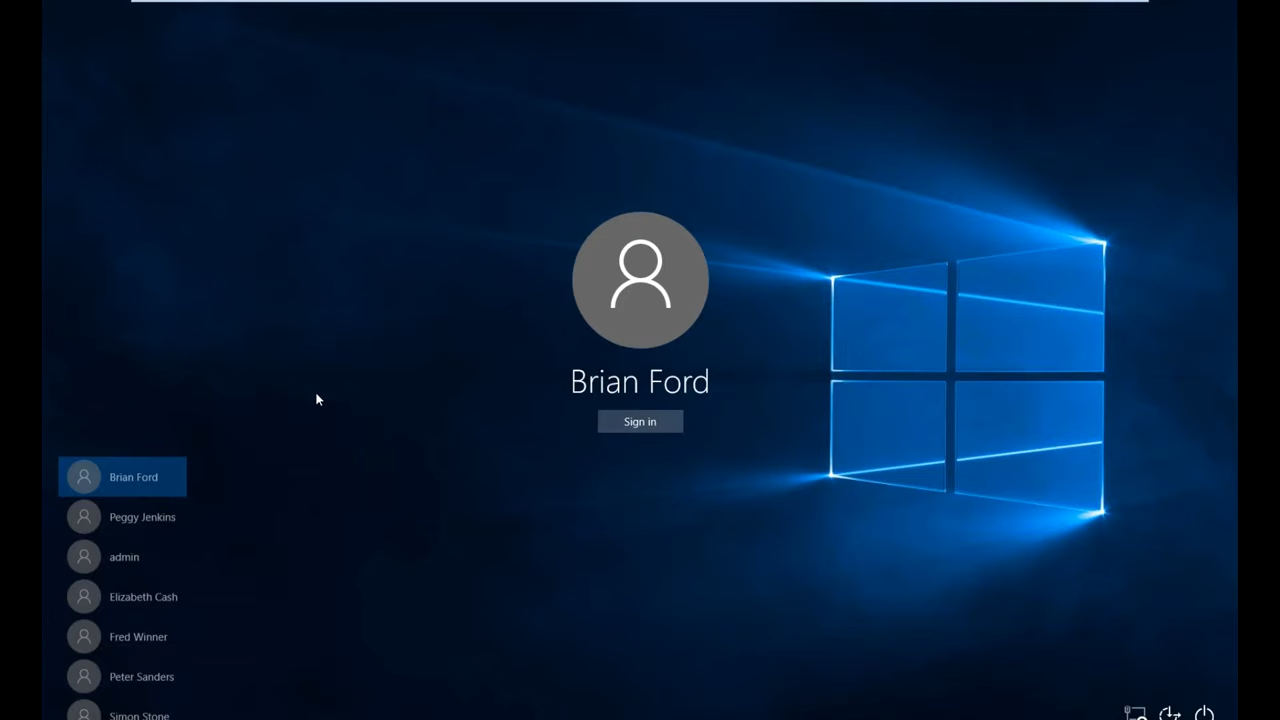 Brian Ford
Sign in
Brian Ford
Peggy Jenkins
admin
Elizabeth Cash
Fred Winner
Peter Sanders
Simon Stone